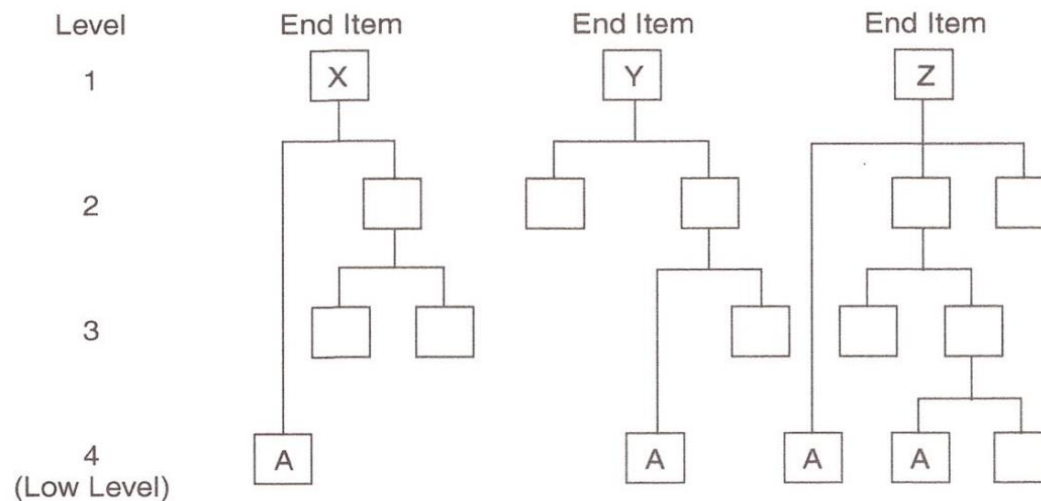 Level End Item End Item End Item
1 X Y Z
2
3
4 A A A A
(Low Level)